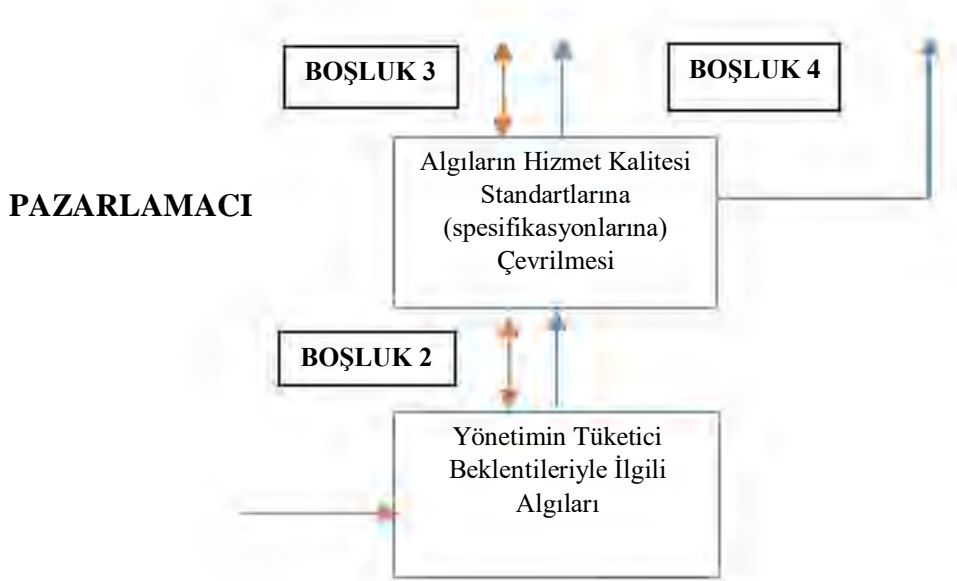 BOŞLUK 3
BOŞLUK 4
Algıların Hizmet Kalitesi
Standartlarına
(spesifikasyonlarına)
Çevrilmesi
PAZARLAMACI
BOŞLUK 2
Yönetimin Tüketici
Beklentileriyle İlgili
Algıları